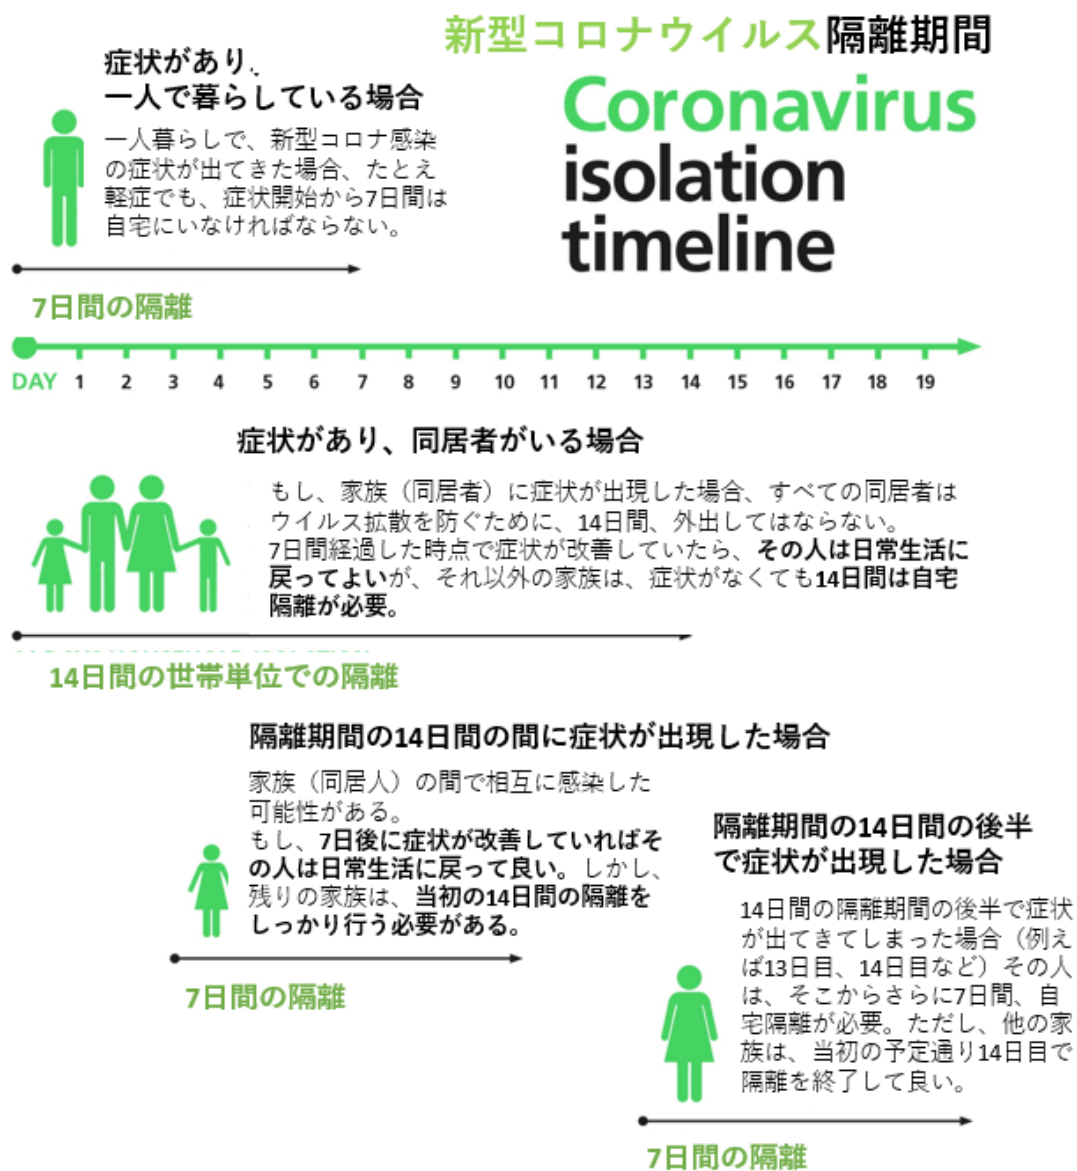 新型コロナウイルス隔離期間
Coronavirus
isolation
timeline
症状があり、
一人で暮らしている場合
一人暮らしで、新型コロナ感染
の症状が出てきた場合、たとえ
軽症でも、症状開始から7日間は
自宅にいなければならない。
7日間の隔離
DAY 1 2 3 4 5 6 7 8 9 10 11 12 13 14 15 16 17 18 19
症状があり、同居者がいる場合
もし、家族（同居者）に症状が出現した場合、すべての同居者は
ウイルス拡散を防ぐために、14日間、外出してはならない。
7日間経過した時点で症状が改善していたら、その人は日常生活に
戻ってよいが、それ以外の家族は、症状がなくても14日間は自宅
隔離が必要。
14日間の世帯単位での隔離
隔離期間の14日間の間に症状が出現した場合
家族（同居人）の間で相互に感染した
可能性がある。
もし、7日後に症状が改善していればそ
の人は日常生活に戻って良い。しかし、
残りの家族は、当初の14日間の隔離を
しっかり行う必要がある。
7日間の隔離
隔離期間の14日間の後半
で症状が出現した場合
14日間の隔離期間の後半で症状
が出てきてしまった場合（例え
ば13日目、14日目など）その人
は、そこからさらに7日間、自
宅隔離が必要。ただし、他の家
族は、当初の予定通り14日目で
隔離を終了して良い。
7日間の隔離